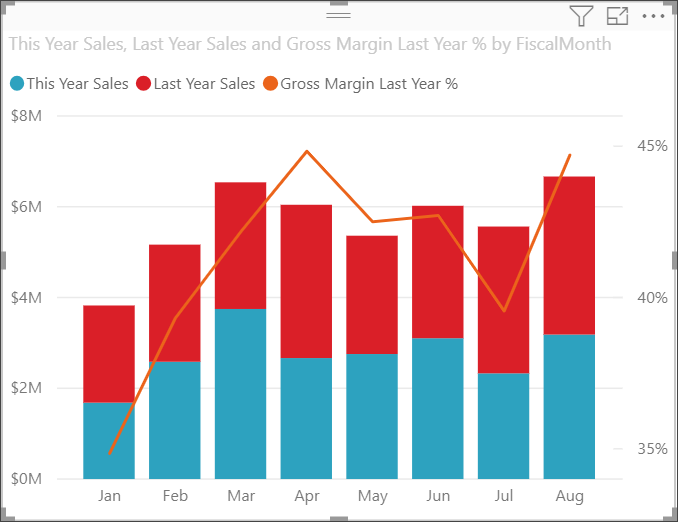 This Year Sales, Last Year Sales and Gross Margin Last Year % by FiscalMonth
This Year Sales Last Year Sales Gross Margin Last Year %
$8M
45%
$6M
$4M 40%
$2M
35%
$0M
Jan Feb Mar Apr May Jun Jul Aug